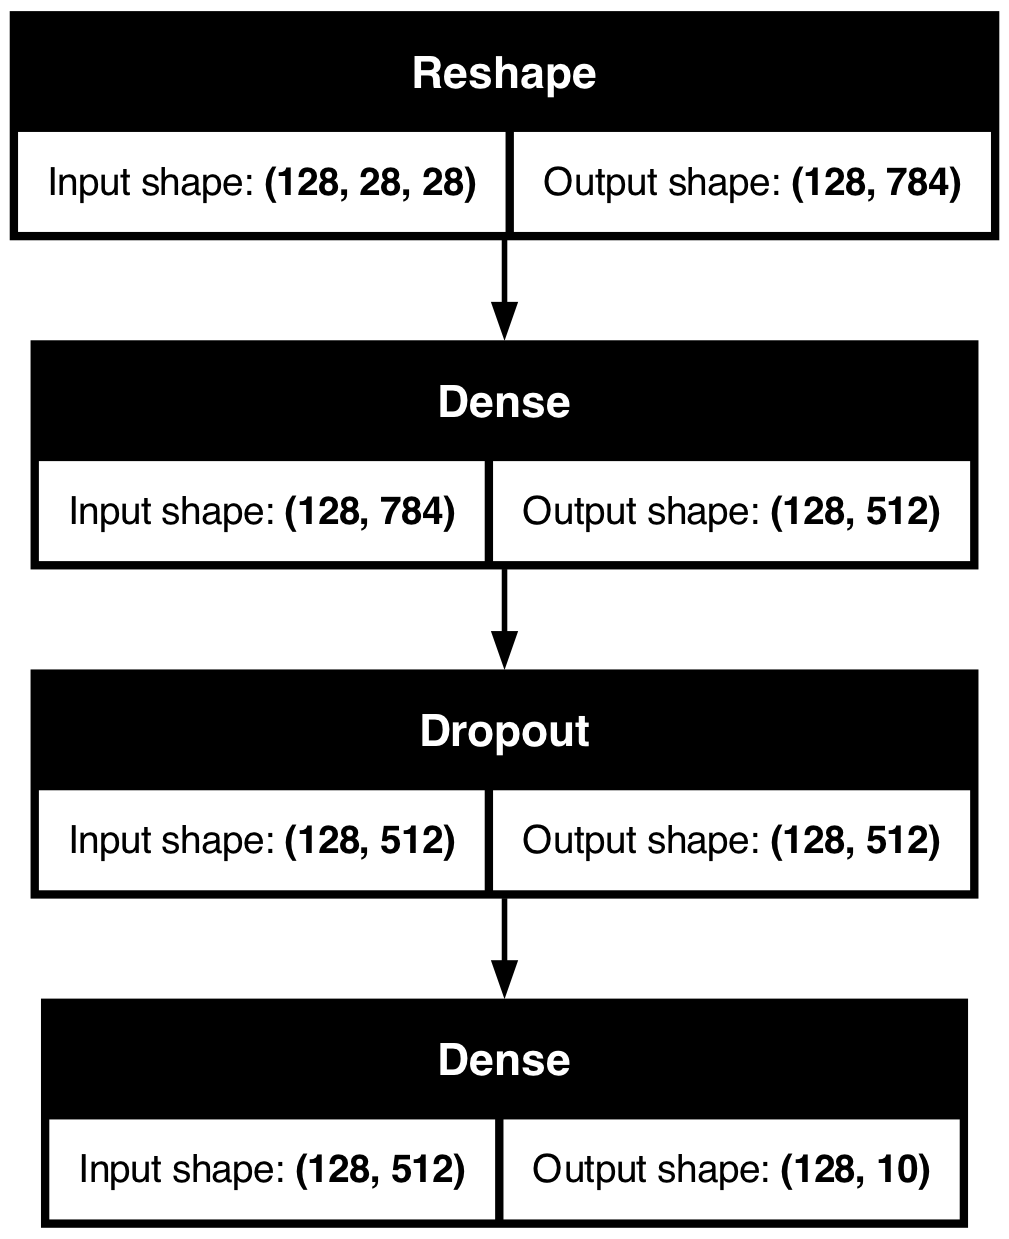 Reshape
Input shape: (128, 28, 28) Output shape: (128, 784)
Dense
Input shape: (128, 784) Output shape: (128, 512)
Dropout
Input shape: (128, 512) Output shape: (128, 512)
Dense
Input shape: (128, 512) Output shape: (128, 10)